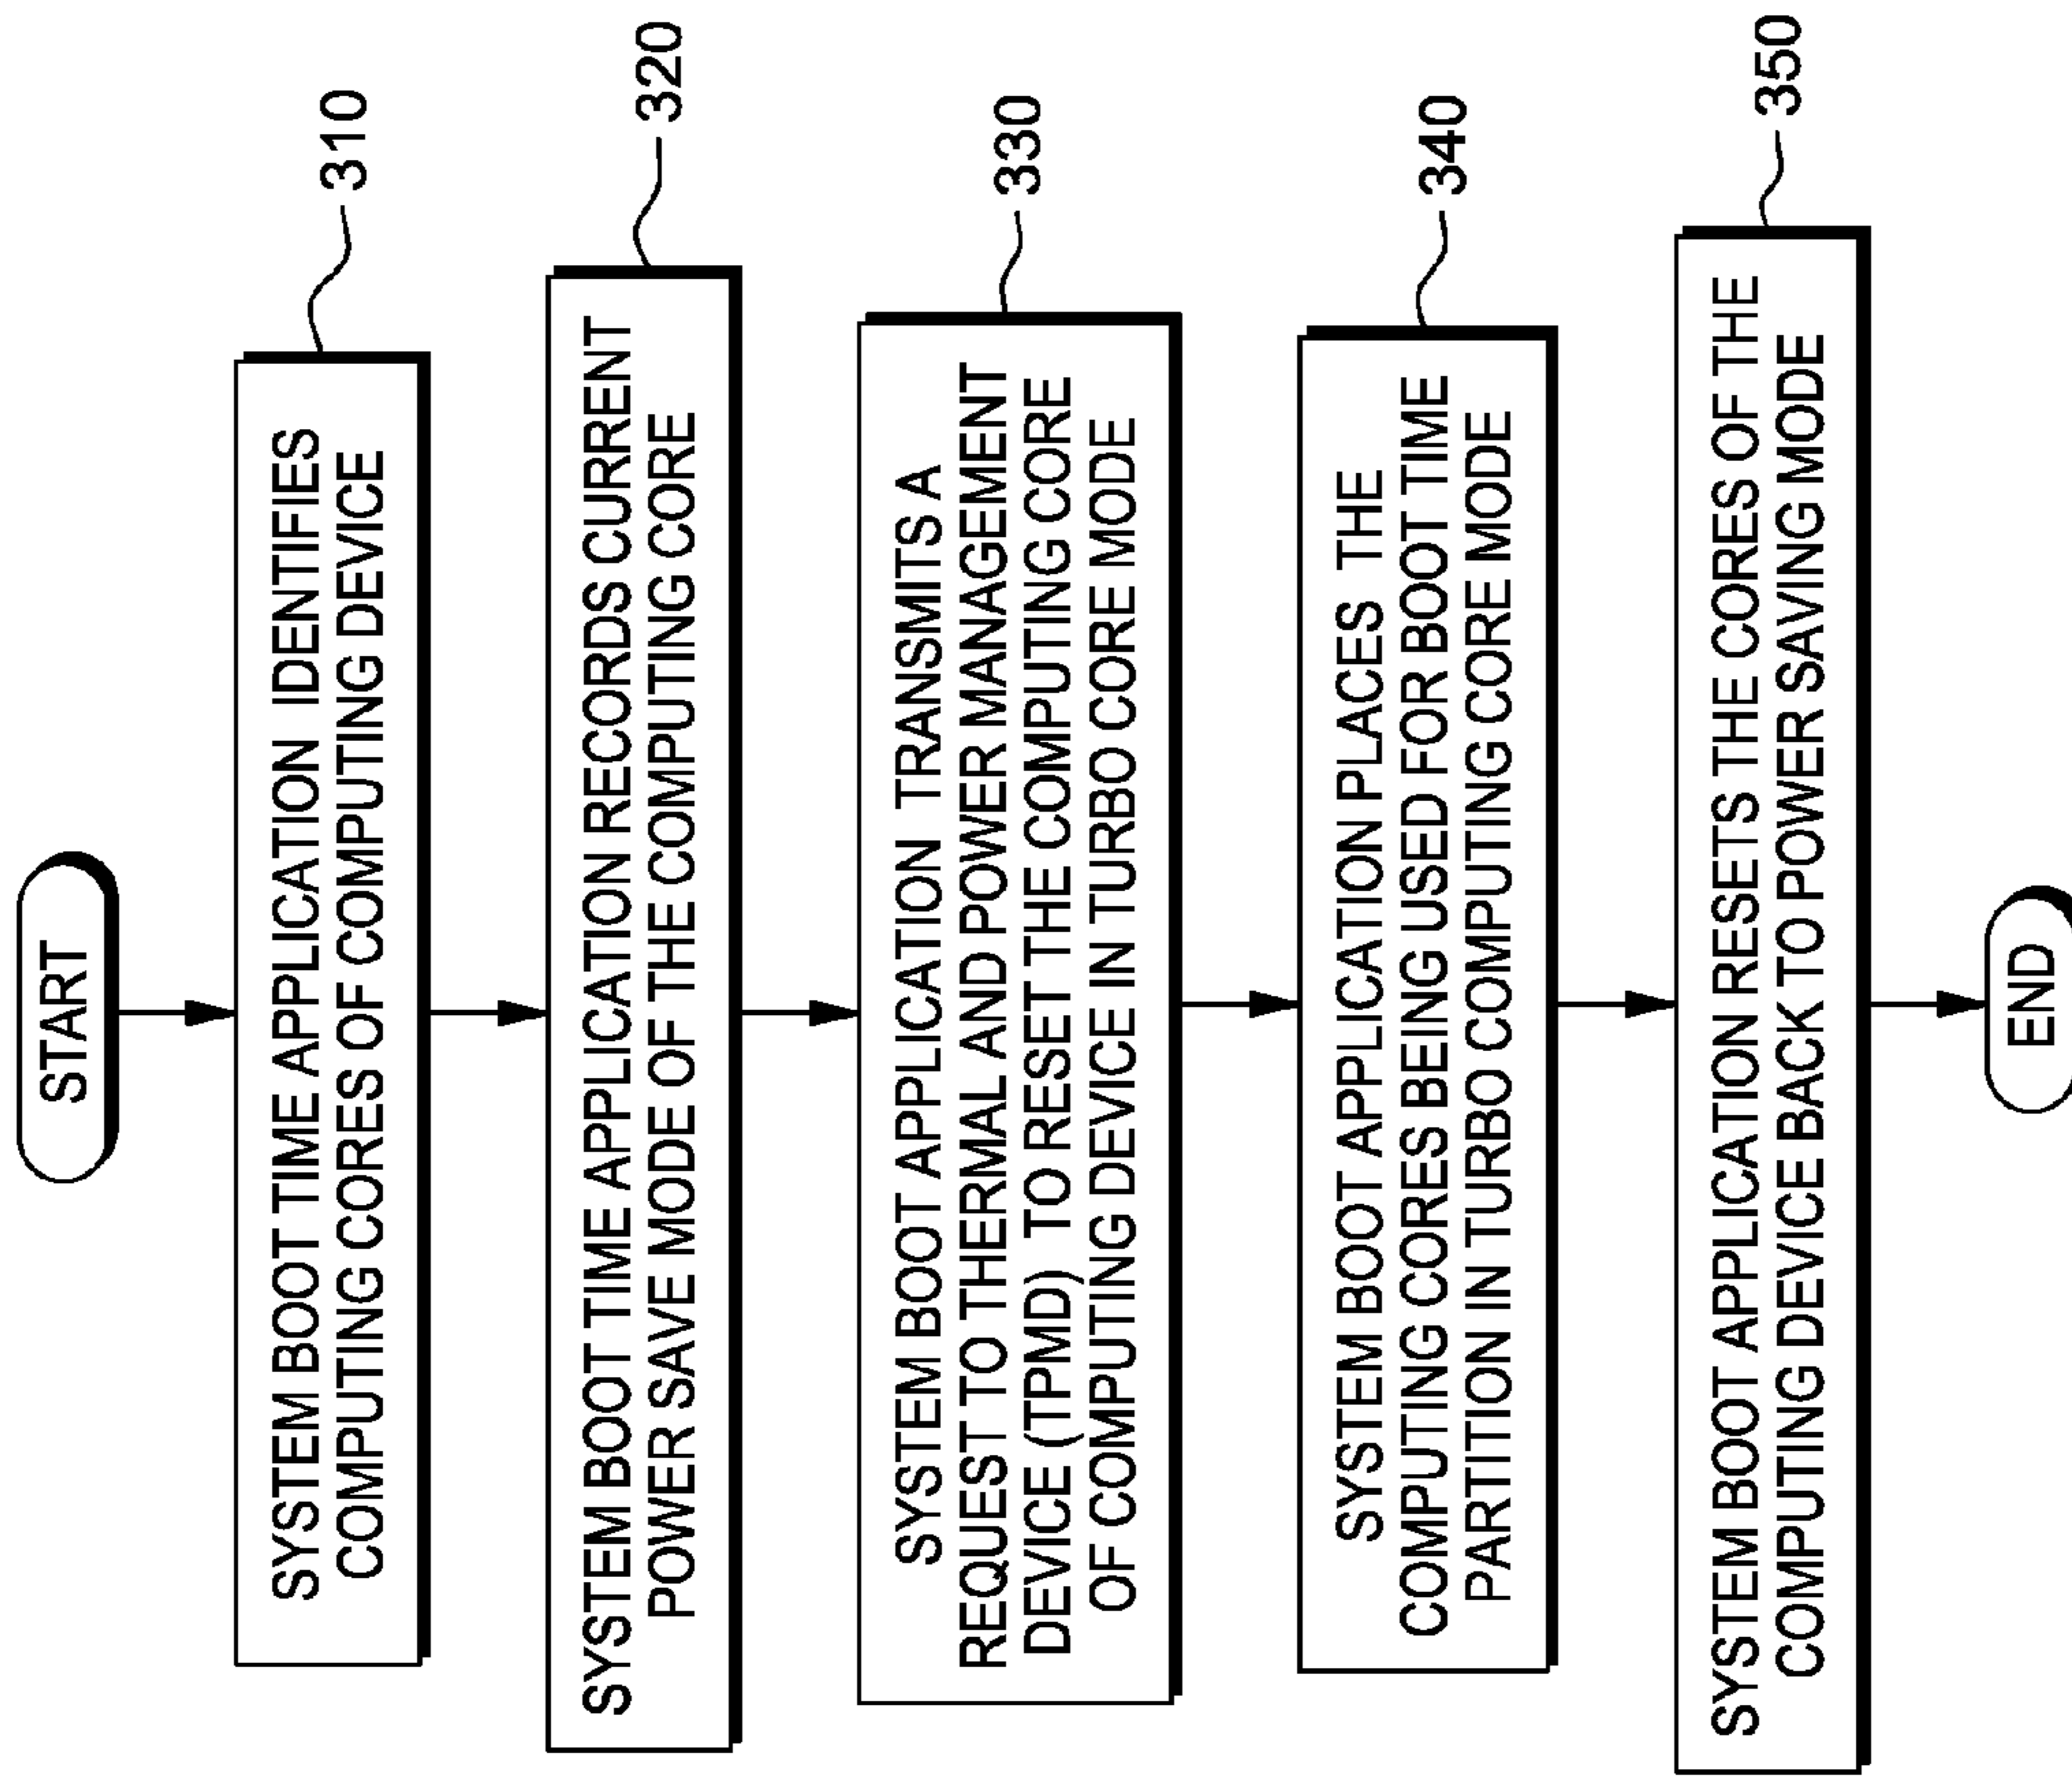 START
SYSTEM BOOT TIME APPLICATION IDENTIFIES
COMPUTING CORES OF COMPUTING DEVICE
310
SYSTEM BOOT TIME APPLICATION RECORDS CURRENT
POWER SAVE MODE OF THE COMPUTING CORE
320
SYSTEM BOOT APPLICATION TRANSMITS A
REQUEST TO THERMAL AND POWER MANAGEMENT
DEVICE (TPMD) TO RESET THE COMPUTING CORE
OF COMPUTING DEVICE IN TURBO CORE MODE
330
SYSTEM BOOT APPLICATION PLACES THE
COMPUTING CORES BEING USED FOR BOOT TIME
PARTITION IN TURBO COMPUTING CORE MODE
340
SYSTEM BOOT APPLICATION RESETS THE CORES OF THE
COMPUTING DEVICE BACK TO POWER SAVING MODE
350
END